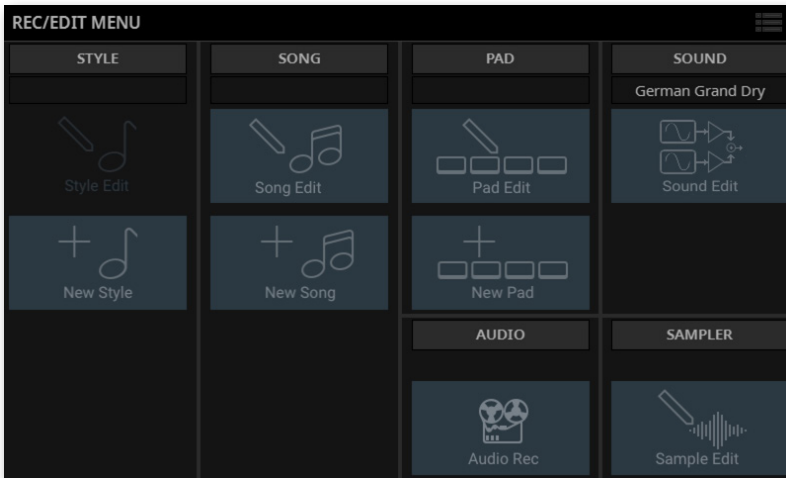 REC/EDIT MENU
STYLE
SONG
PAD
SOUND
German Grand Dry
Style Edit
Song Edit
Pad Edit
Sound Edit
New Style
New Song
New Pad
AUDIO
SAMPLER
Audio Rec
Sample Edit